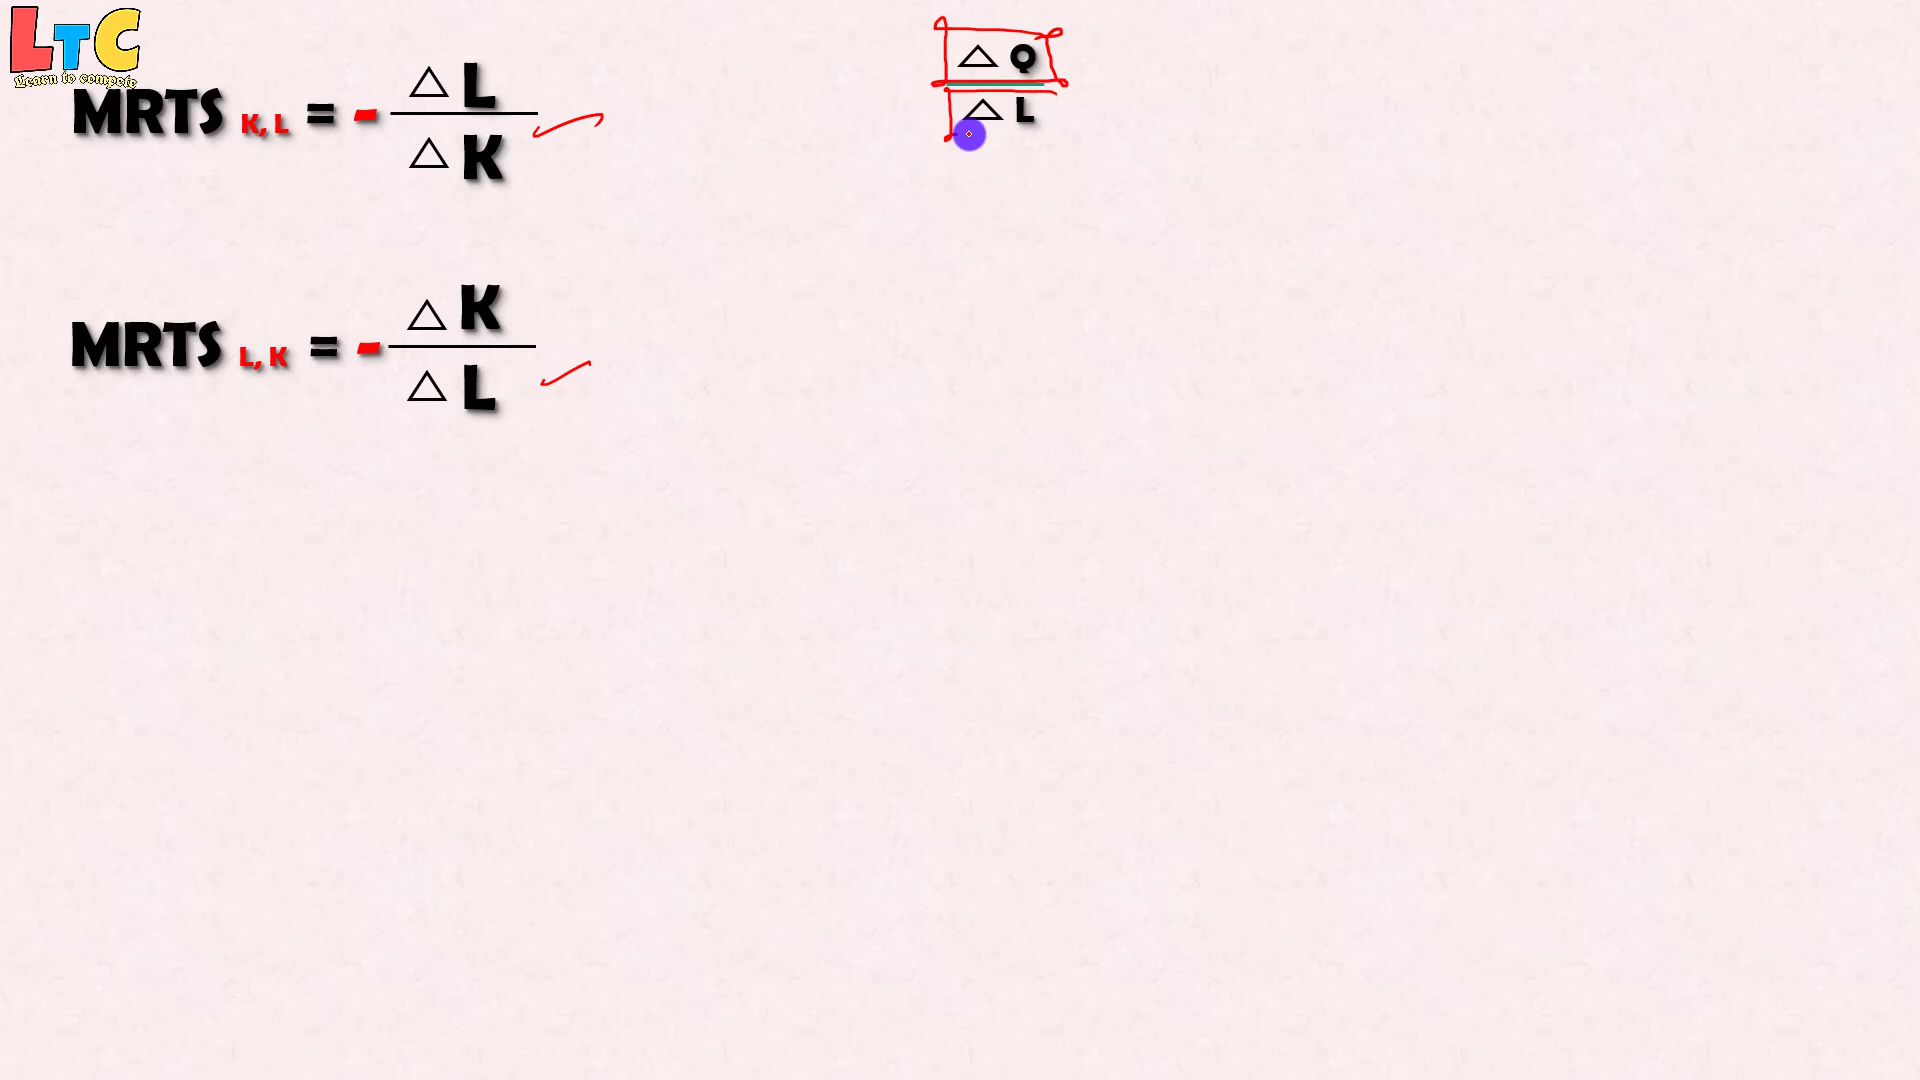 LTC
Learn to compete
MRTS K, L = - △ L / △ K
MRTS L, K = - △ K / △ L
△ Q / △ L